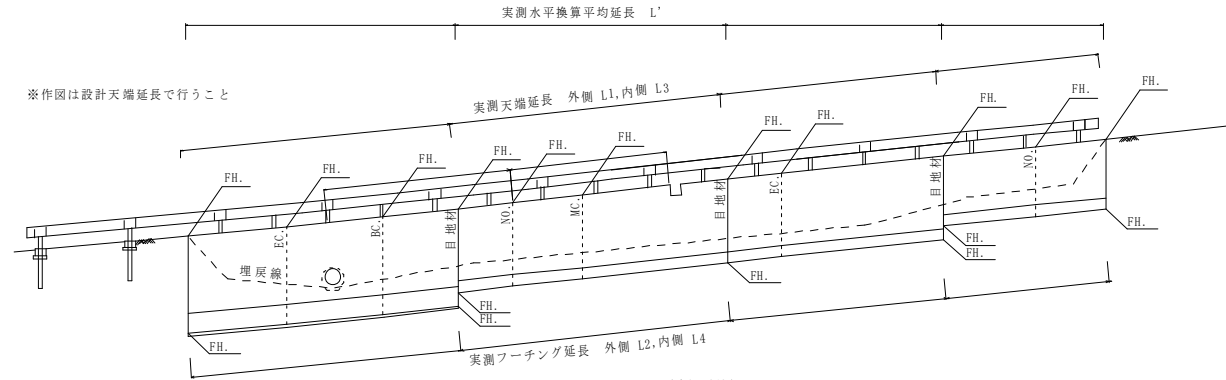 実測水平換算平均延長 L'
※作図は設計天端延長で行うこと
実測天端延長 外側 L1,内側 L3
FH.
FH.
FH.
FH.
FH.
FH.
FH.
FH.
FH.
FH.
FH.
EC.
BC.
目地材
NO.
MC.
目地材
EC.
目地材
NO.
埋戻線
FH.
FH.
FH.
FH.
FH.
FH.
FH.
実測フーチング延長 外側 L2,内側 L4